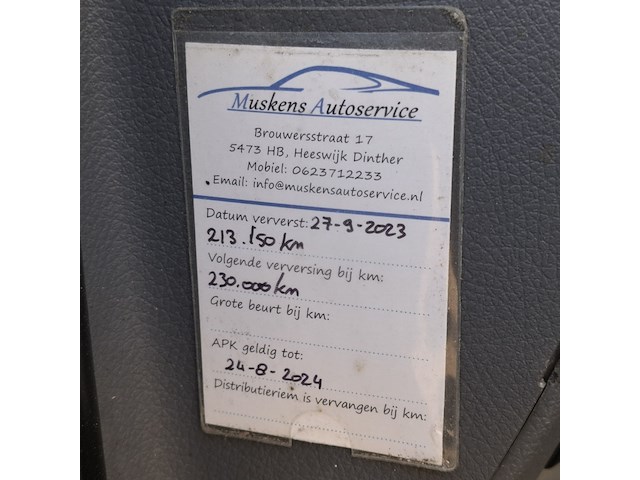 Muskens Autoservice
Brouwersstraat 17
5473 HB, Heeswijk Dinther
Mobiel: 0623712233
Email: info@muskensautoservice.nl
Datum ververst: 27-9-2023
213.150 km
Volgende verversing bij km:
230.000 km
Grote beurt bij km:
APK geldig tot:
24-8-2024
Distributieriem is vervangen bij km: